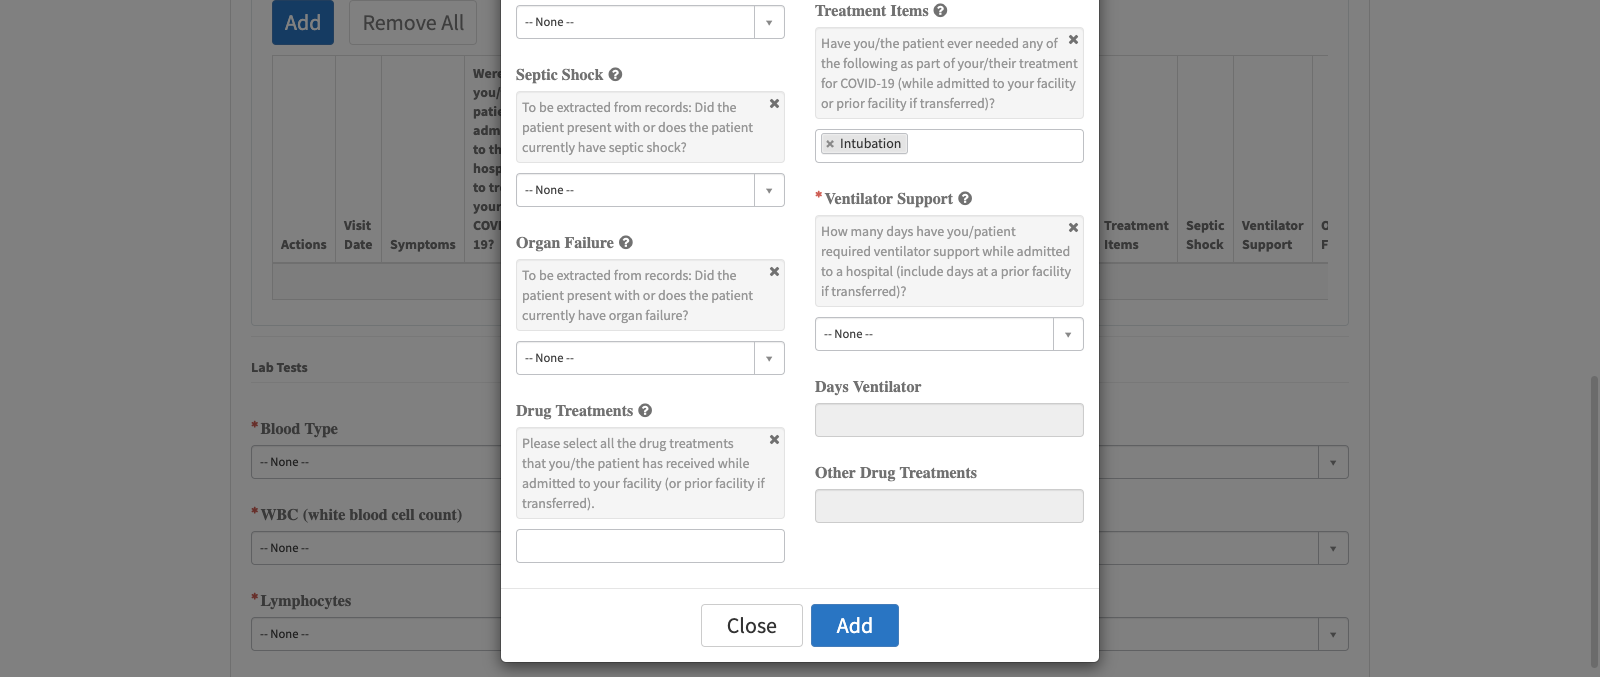 Add
Remove All
Actions
Visit
Date
Symptoms
Were
you/
patie
adm
to th
hosp
to tre
your
COVI
19?
Treatment
Items
Septic
Shock
Ventilator
Support
O
F
Lab Tests
*Blood Type
-- None --
*WBC (white blood cell count)
-- None --
*Lymphocytes
-- None --
-- None --
Septic Shock
To be extracted from records: Did the
patient present with or does the patient
currently have septic shock?
-- None --
Organ Failure
To be extracted from records: Did the
patient present with or does the patient
currently have organ failure?
-- None --
Drug Treatments
Please select all the drug treatments
that you/the patient has received while
admitted to your facility (or prior facility if
transferred).
Treatment Items
Have you/the patient ever needed any of
the following as part of your/their treatment
for COVID-19 (while admitted to your facility
or prior facility if transferred)?
× Intubation
*Ventilator Support
How many days have you/patient
required ventilator support while admitted
to a hospital (include days at a prior facility
if transferred)?
-- None --
Days Ventilator
Other Drug Treatments
Close
Add